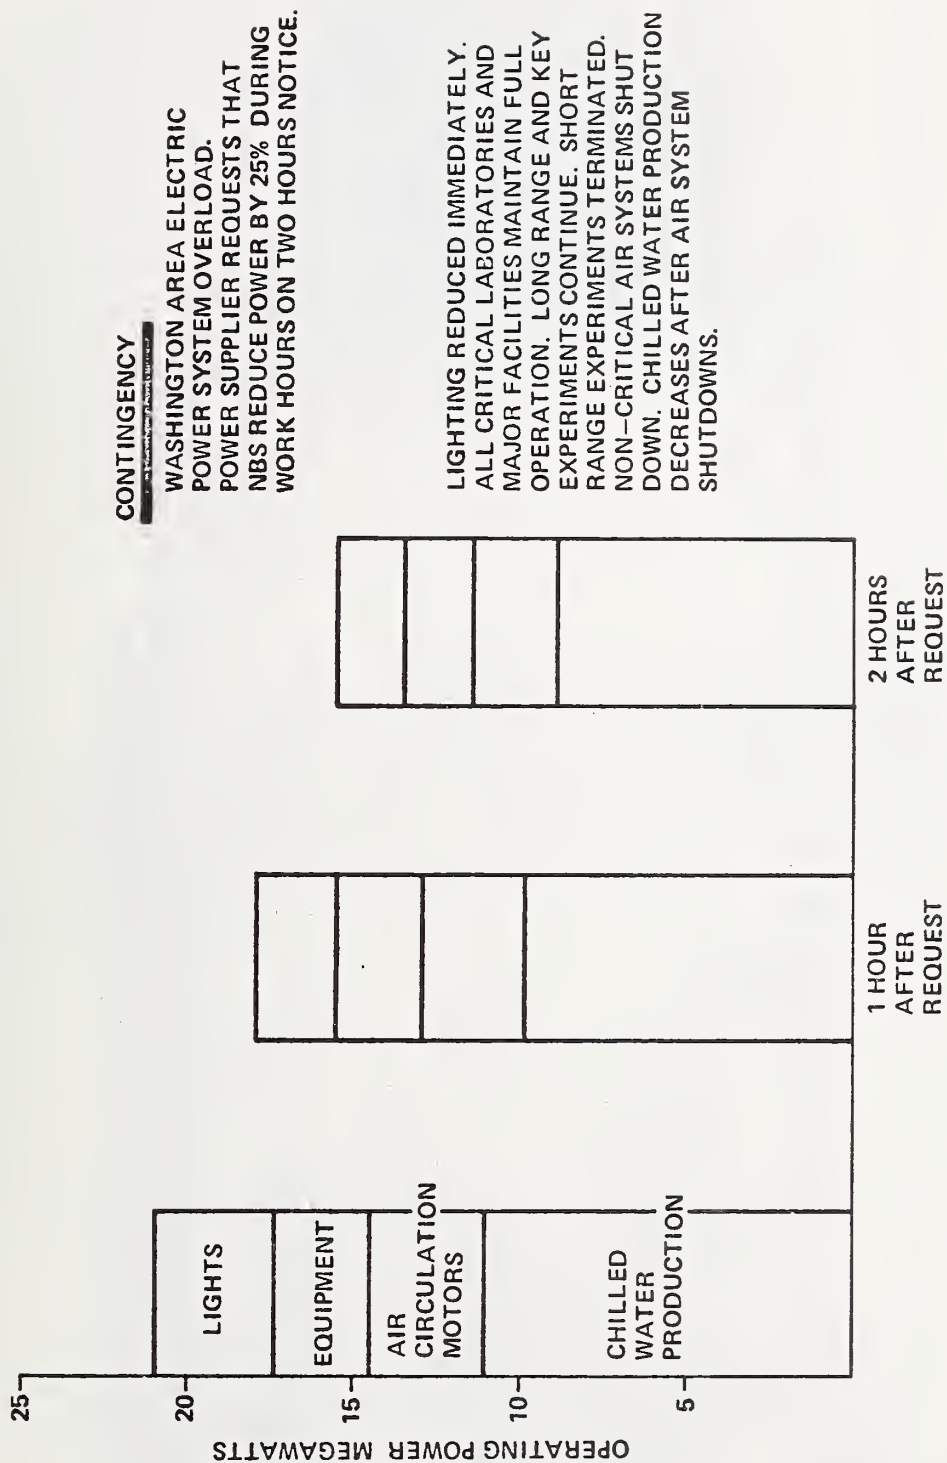 CONTINGENCY
WASHINGTON AREA ELECTRIC
POWER SYSTEM OVERLOAD.
POWER SUPPLIER REQUESTS THAT
NBS REDUCE POWER BY 25% DURING
WORK HOURS ON TWO HOURS NOTICE.
LIGHTING REDUCED IMMEDIATELY.
ALL CRITICAL LABORATORIES AND
MAJOR FACILITIES MAINTAIN FULL
OPERATION. LONG RANGE AND KEY
EXPERIMENTS CONTINUE. SHORT
RANGE EXPERIMENTS TERMINATED.
NON–CRITICAL AIR SYSTEMS SHUT
DOWN. CHILLED WATER PRODUCTION
DECREASES AFTER AIR SYSTEM
SHUTDOWNS.
OPERATING POWER MEGAWATTS
25
20
15
10
5
LIGHTS
EQUIPMENT
AIR
CIRCULATION
MOTORS
CHILLED
WATER
PRODUCTION
1 HOUR
AFTER
REQUEST
2 HOURS
AFTER
REQUEST